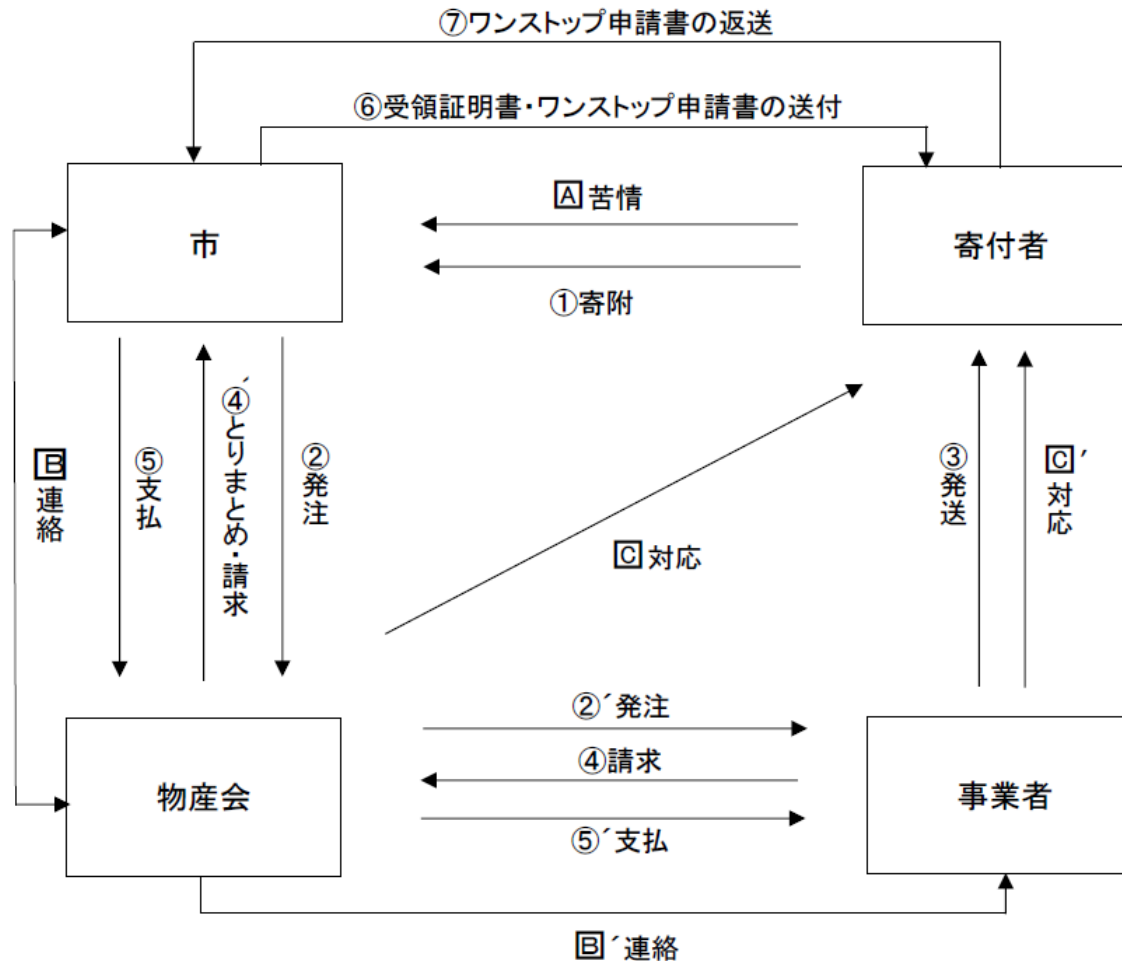 ⑦ワンストップ申請書の返送
⑥受領証明書・ワンストップ申請書の送付
市
A 苦情
①寄附
寄付者
B 連絡
⑤支払
④´とりまとめ・請求
②発注
C 対応
③発送
C´対応
物産会
②´発注
④請求
⑤´支払
事業者
B´連絡